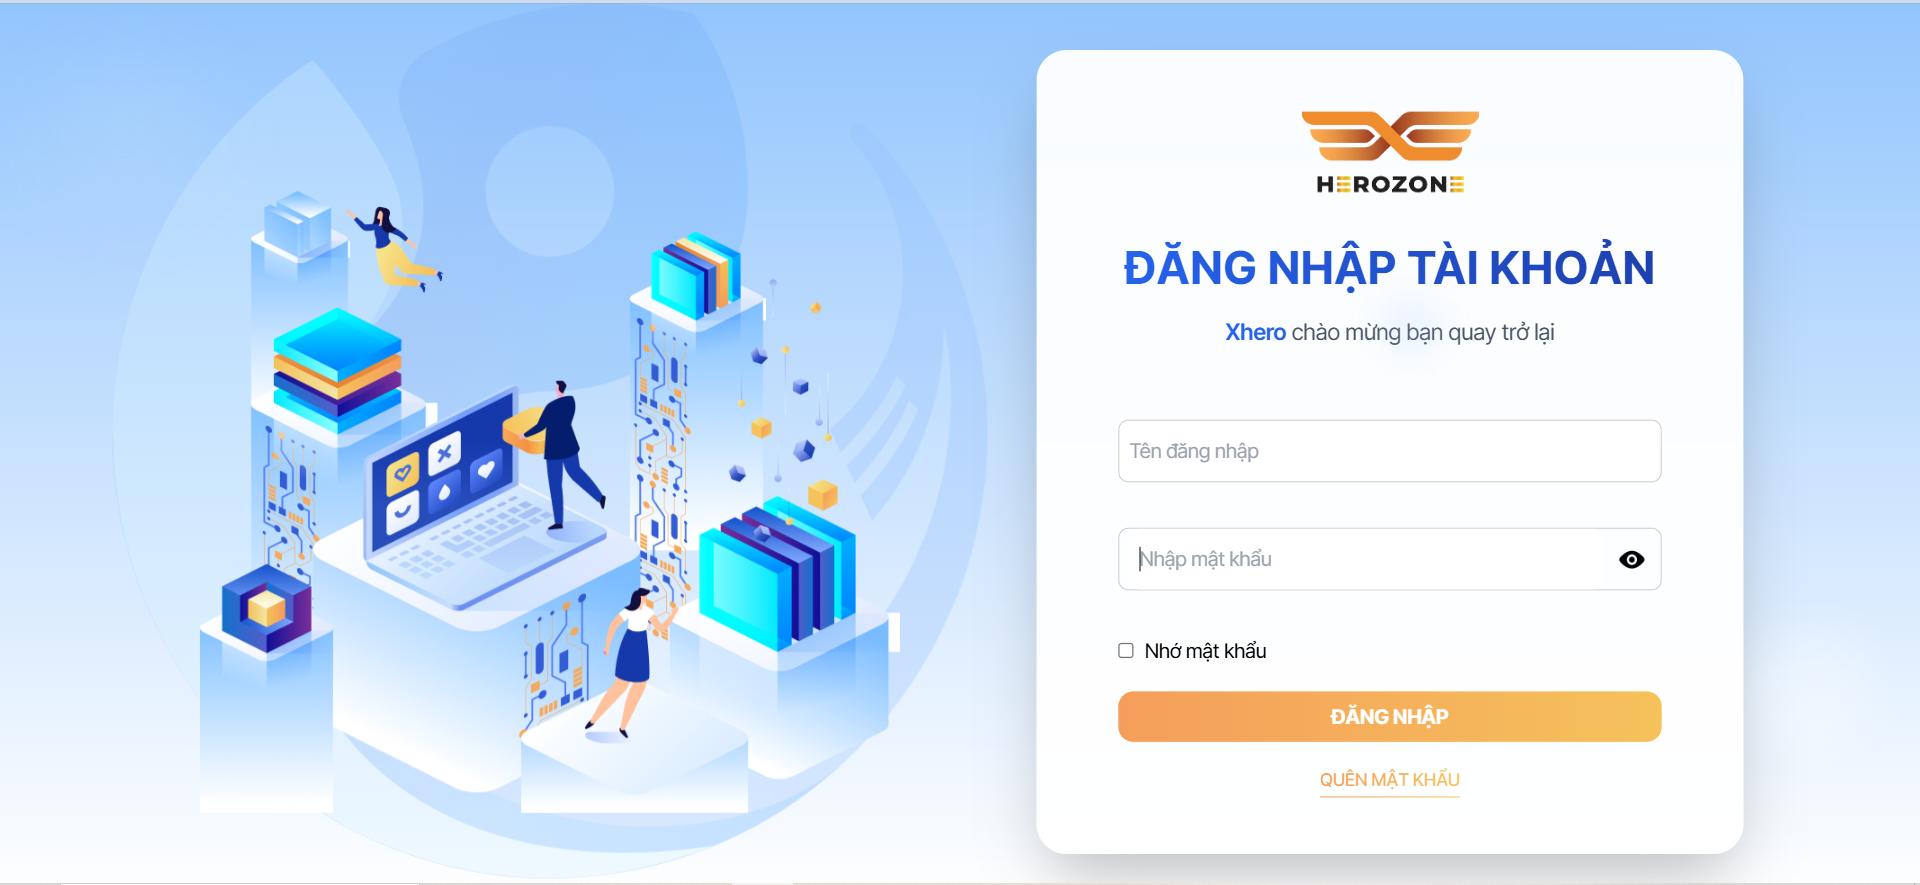 HEROZONE
ĐĂNG NHẬP TÀI KHOẢN
Xhero chào mừng bạn quay trở lại
Tên đăng nhập
Nhập mật khẩu
Nhớ mật khẩu
ĐĂNG NHẬP
QUÊN MẬT KHẨU